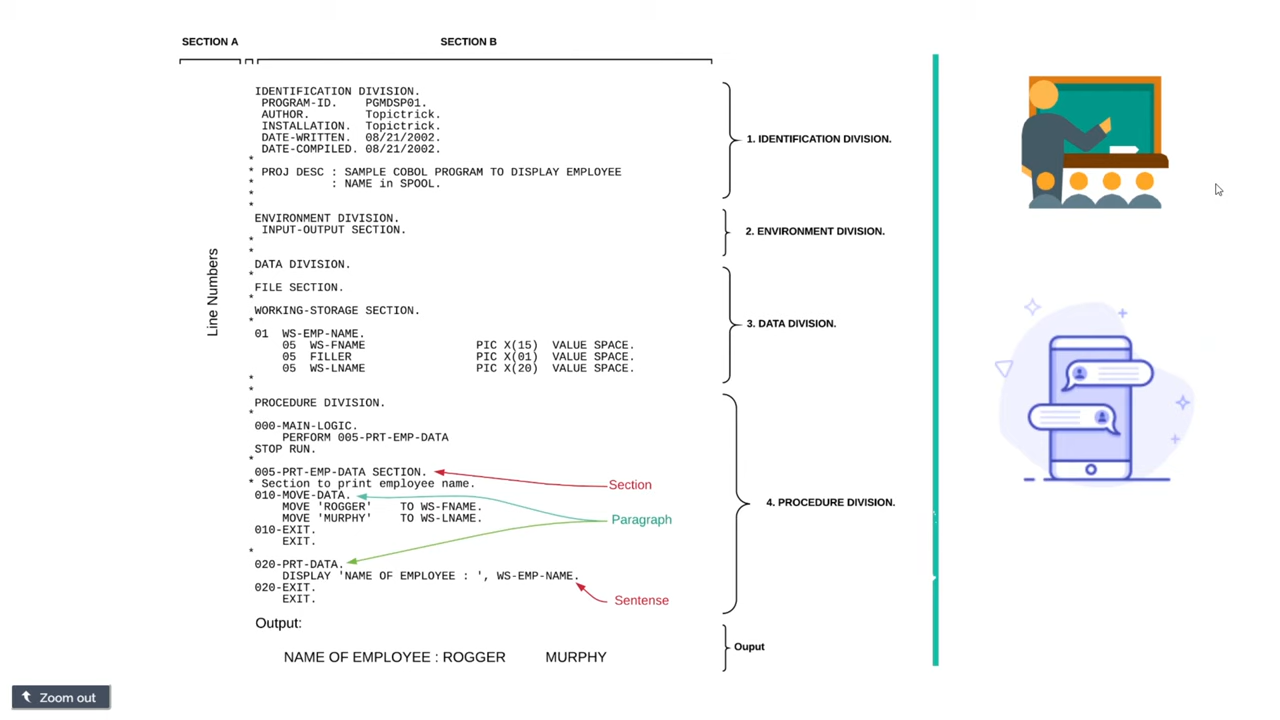 SECTION A
SECTION B
IDENTIFICATION DIVISION.
PROGRAM-ID. PGMDSP01.
AUTHOR. Topictrick.
INSTALLATION. Topictrick.
DATE-WRITTEN. 08/21/2002.
DATE-COMPILED. 08/21/2002.
*
* PROJ DESC : SAMPLE COBOL PROGRAM TO DISPLAY EMPLOYEE
* : NAME in SPOOL.
*
*
1. IDENTIFICATION DIVISION.
ENVIRONMENT DIVISION.
INPUT-OUTPUT SECTION.
*
*
2. ENVIRONMENT DIVISION.
DATA DIVISION.
*
FILE SECTION.
*
WORKING-STORAGE SECTION.
*
01 WS-EMP-NAME.
05 WS-FNAME PIC X(15) VALUE SPACE.
05 FILLER PIC X(01) VALUE SPACE.
05 WS-LNAME PIC X(20) VALUE SPACE.
*
*
3. DATA DIVISION.
Line Numbers
PROCEDURE DIVISION.
*
000-MAIN-LOGIC.
PERFORM 005-PRT-EMP-DATA
STOP RUN.
*
005-PRT-EMP-DATA SECTION.
* Section to print employee name.
010-MOVE-DATA.
MOVE 'ROGGER' TO WS-FNAME.
MOVE 'MURPHY' TO WS-LNAME.
010-EXIT.
EXIT.
*
020-PRT-DATA.
DISPLAY 'NAME OF EMPLOYEE : ', WS-EMP-NAME.
020-EXIT.
EXIT.
Section
Paragraph
Sentense
4. PROCEDURE DIVISION.
Output:
NAME OF EMPLOYEE : ROGGER MURPHY
Ouput
Zoom out